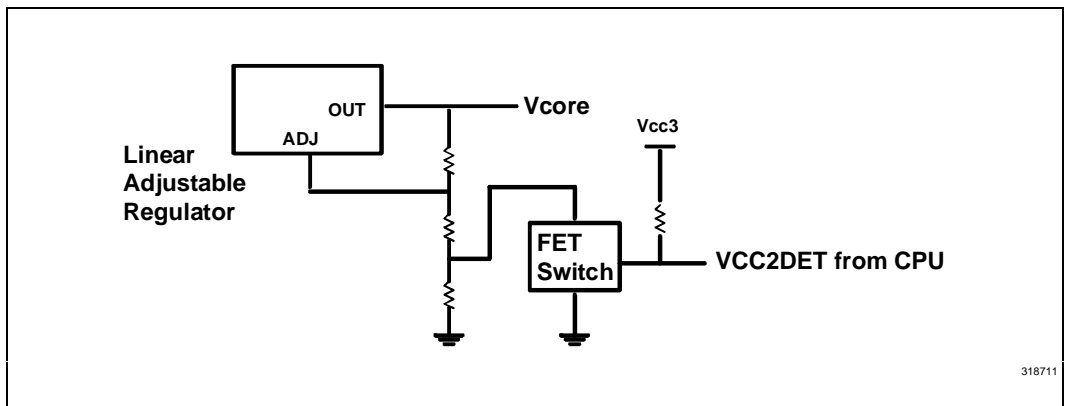 OUT
Vcore
ADJ
Vcc3
Linear
Adjustable
Regulator
FET
Switch
VCC2DET from CPU
318711